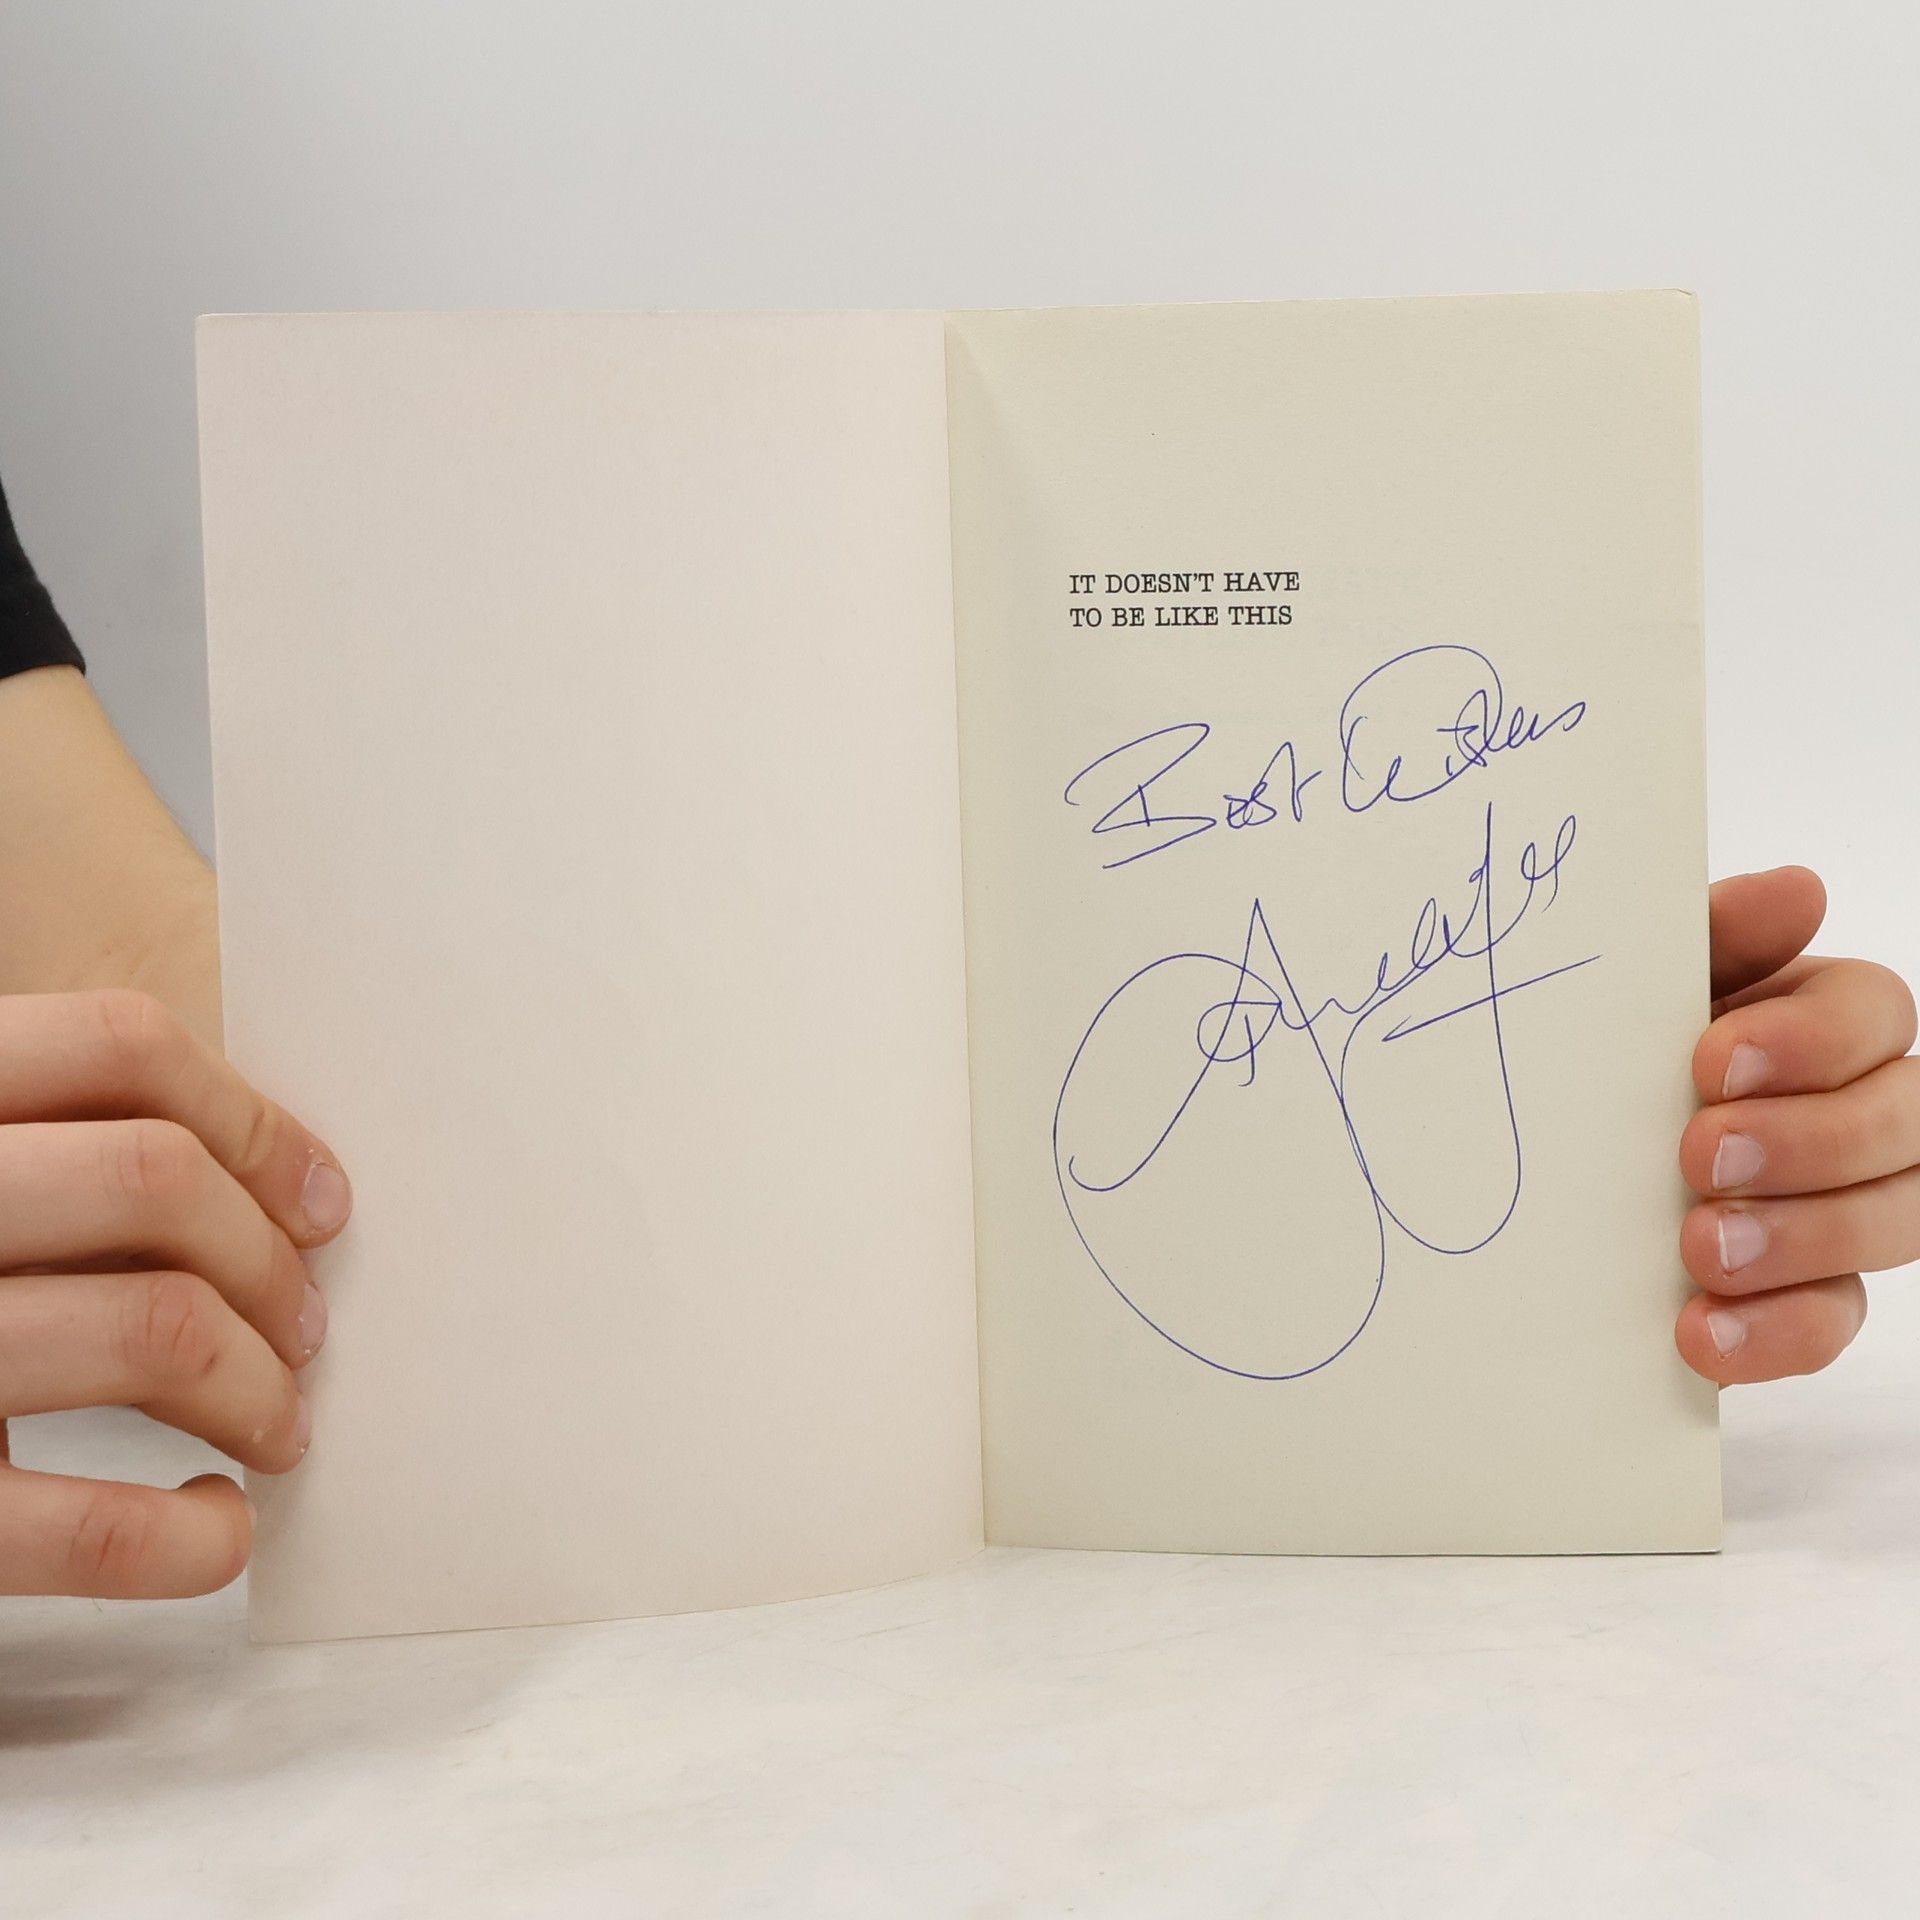 IT DOESN'T HAVE
TO BE LIKE THIS
Best Wishes